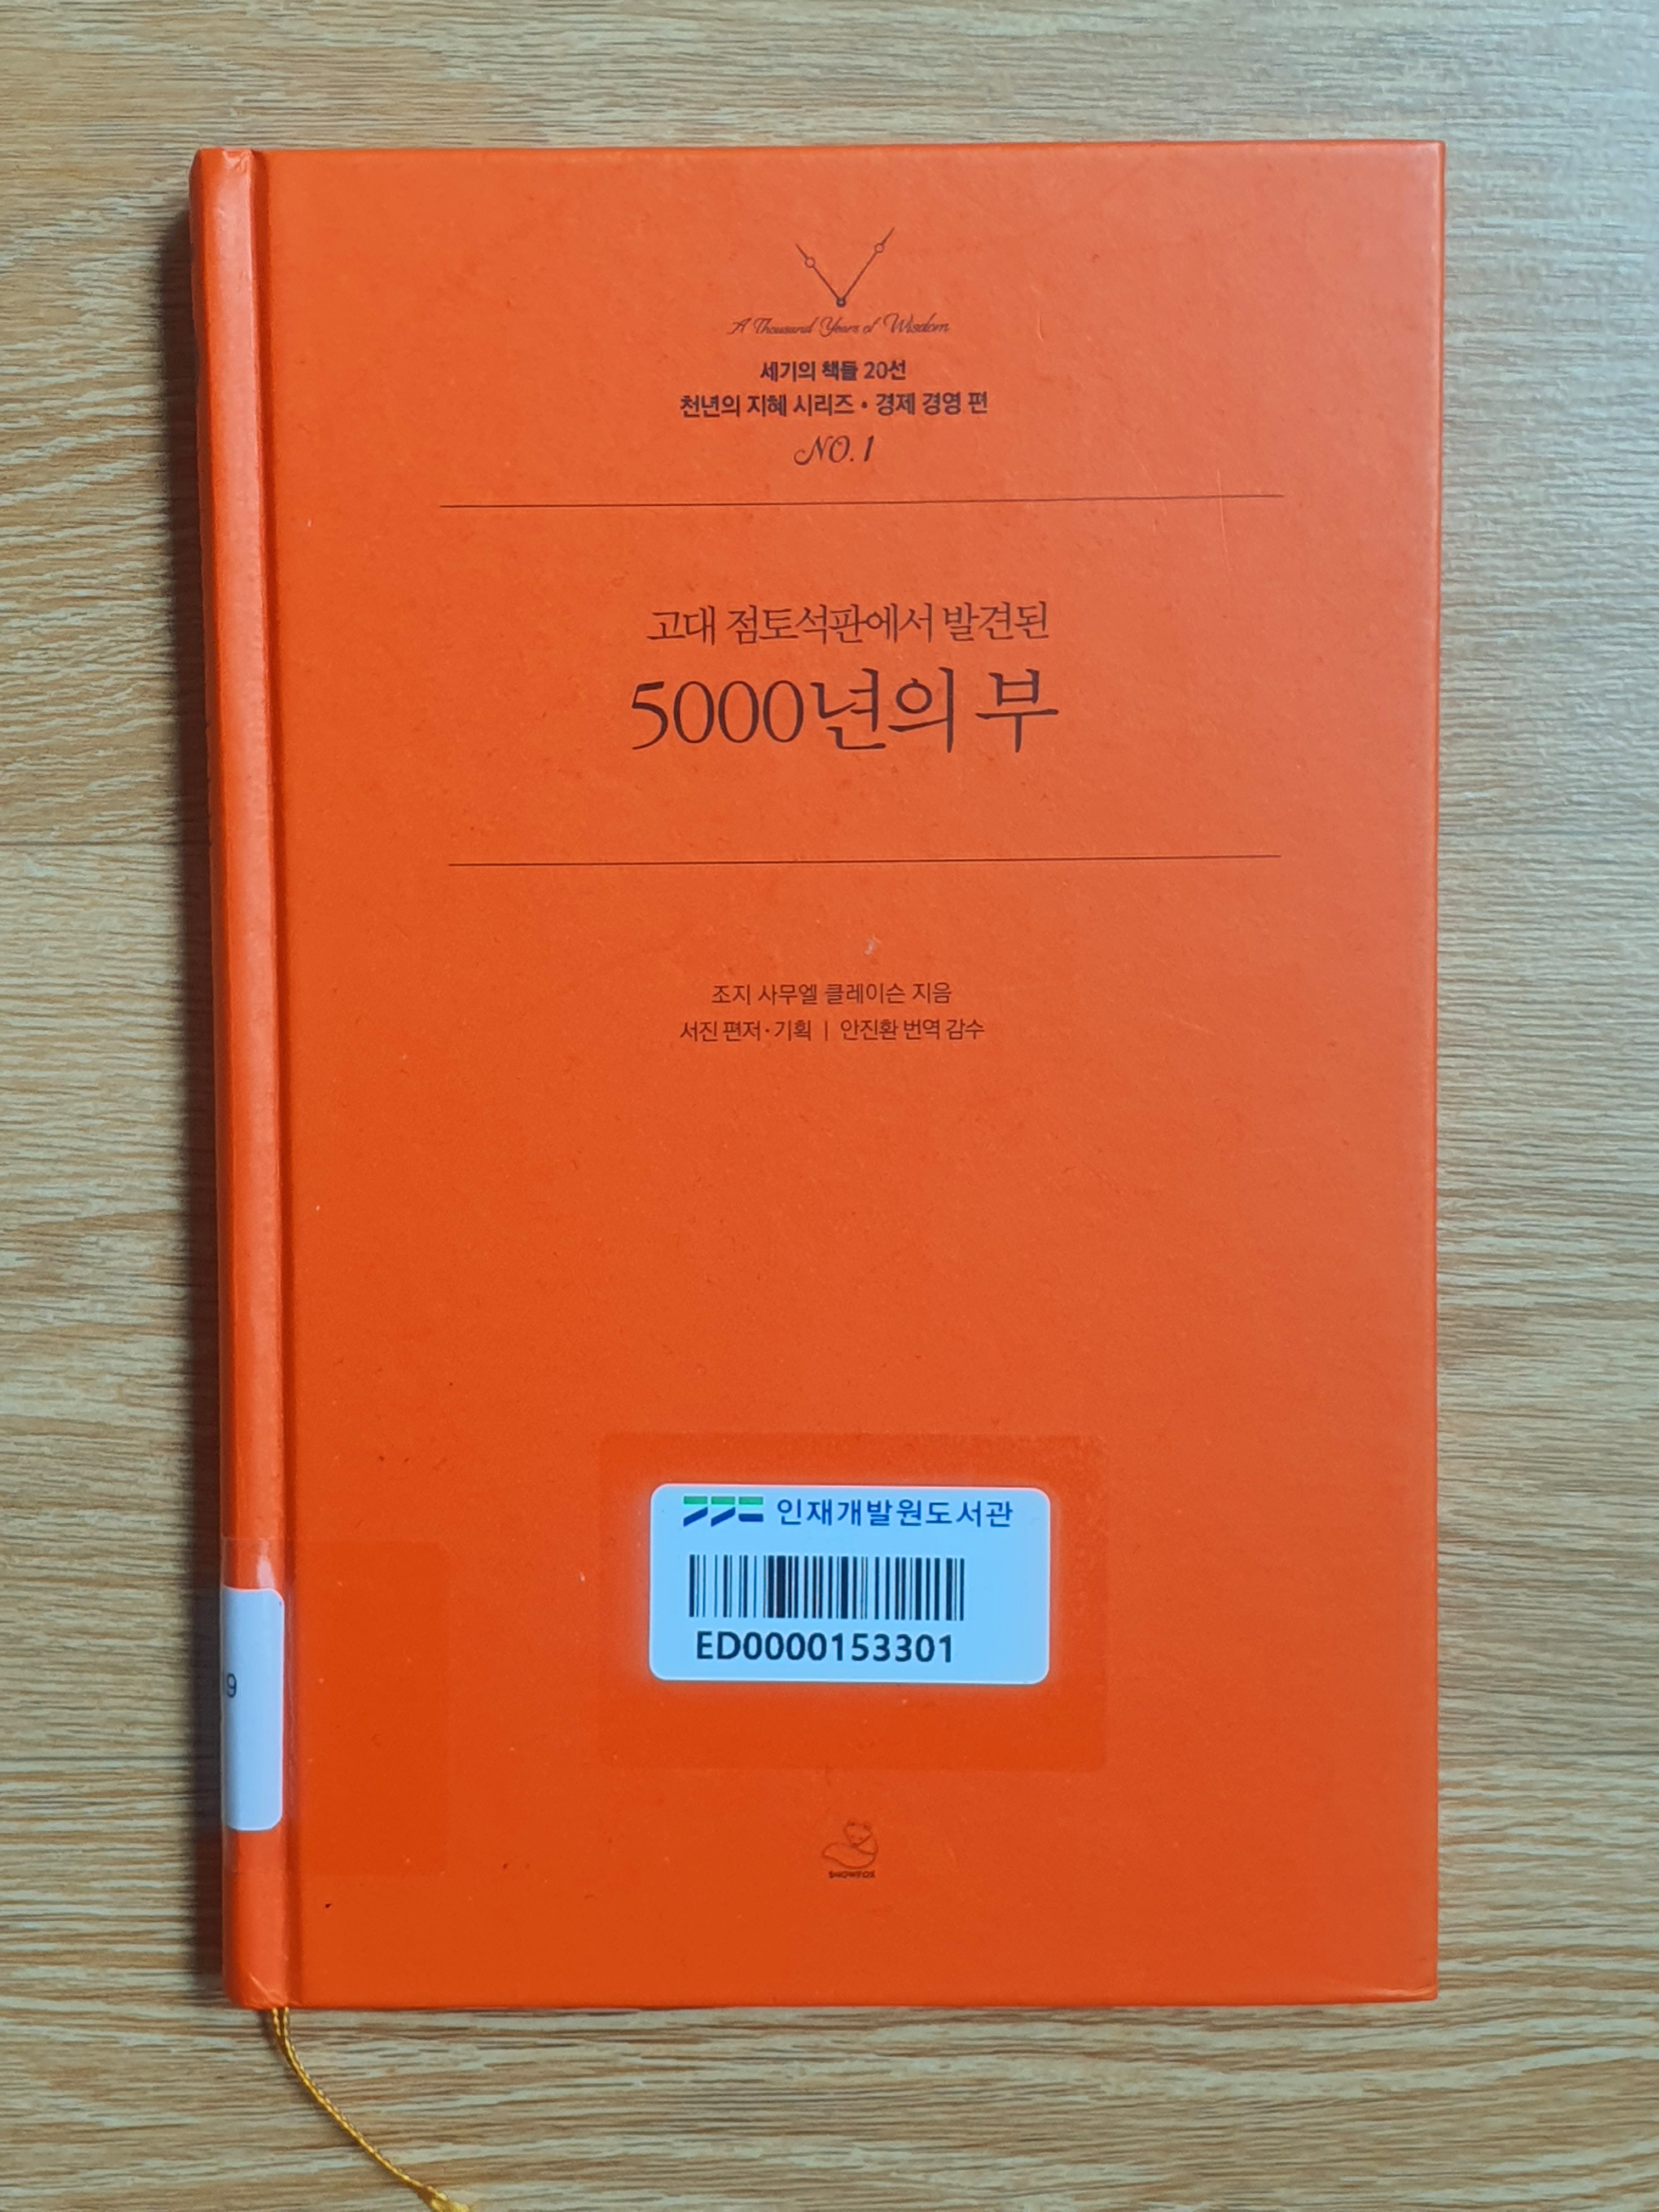 A Thousand Years of Wisdom
세기의 책들 20선
천년의 지혜 시리즈 • 경제 경영 편
NO. 1
고대 점토석판에서 발견된
5000년의 부
조지 사무엘 클레이슨 지음
서진 편저·기획 | 안진환 번역 감수
인재개발원도서관
ED0000153301
19
SNOWFOX